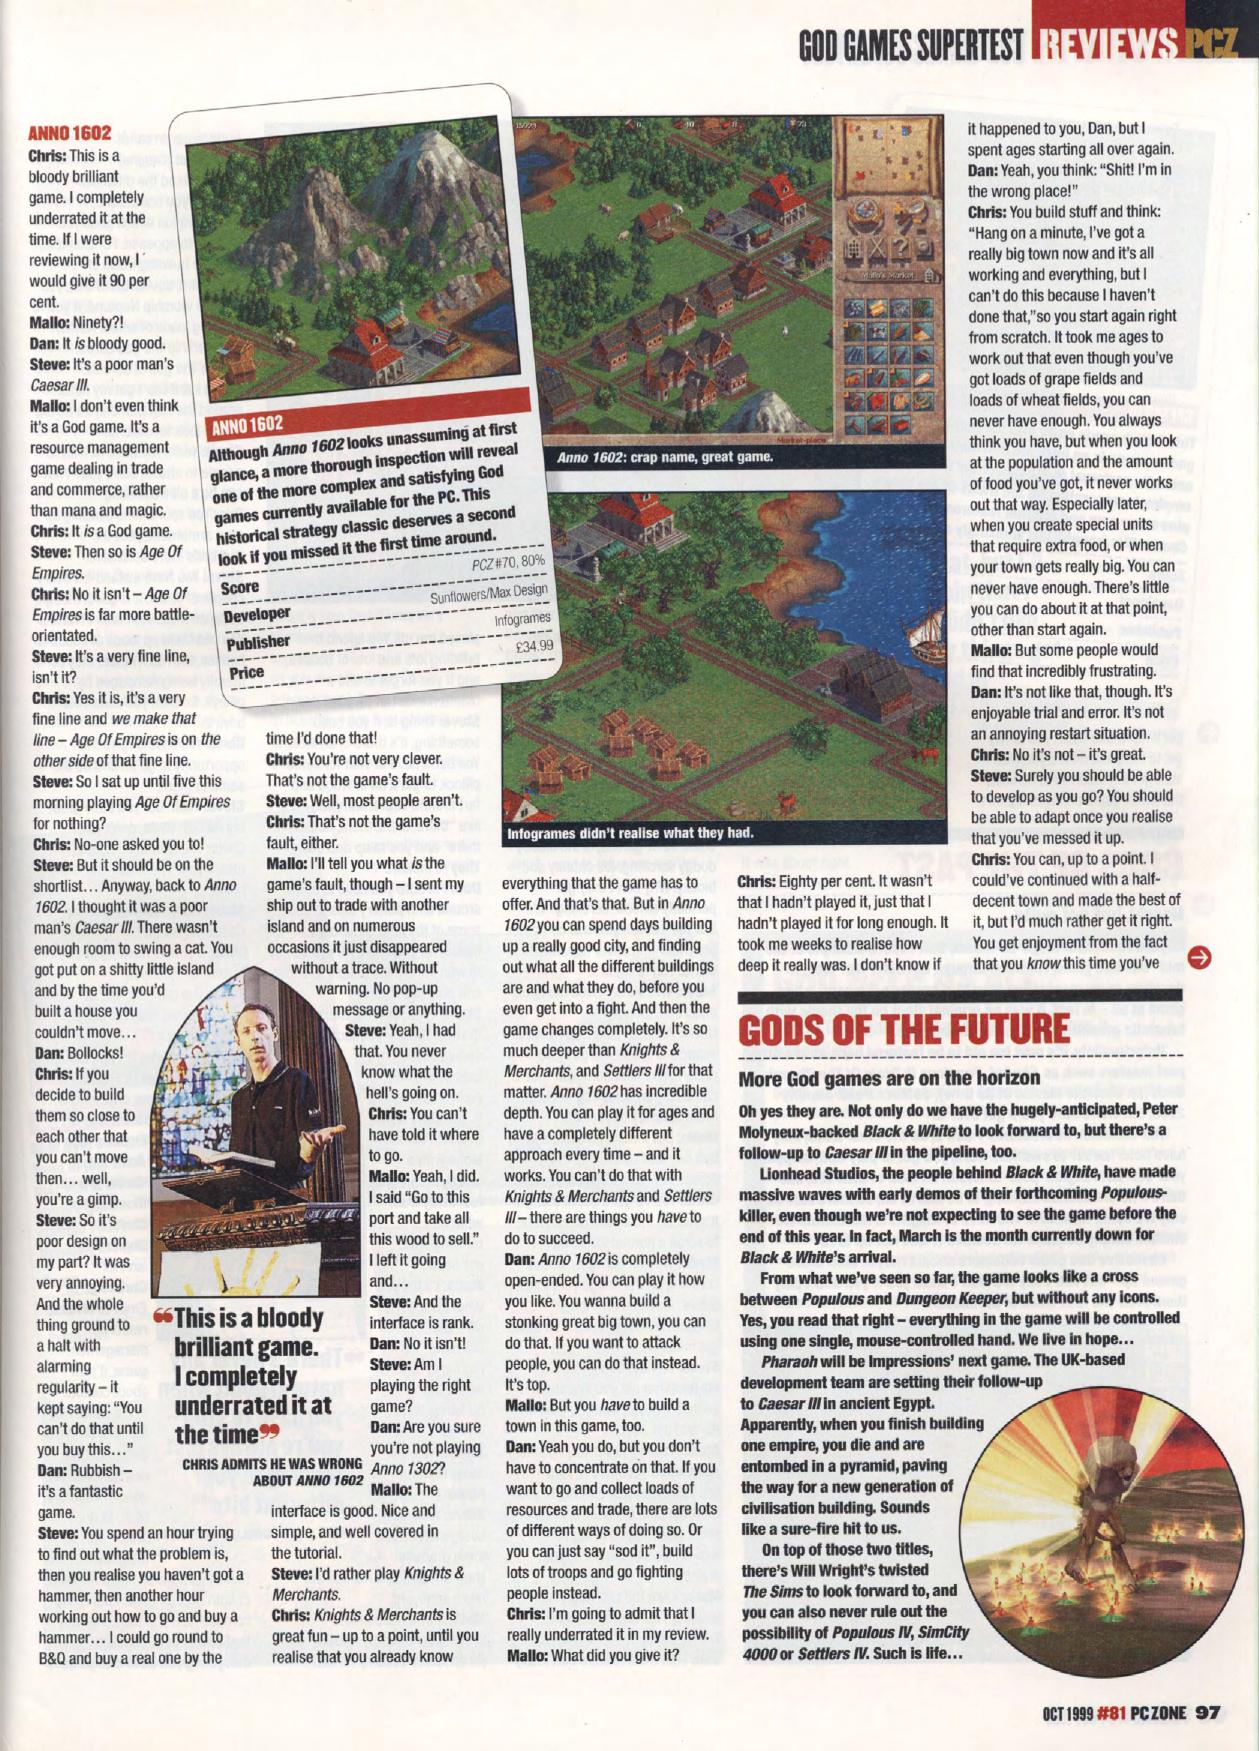 GOD GAMES SUPERTEST REVIEWS PCZ
ANNO 1602
Chris: This is a
bloody brilliant
game. I completely
underrated it at the
time. If I were
reviewing it now, I
would give it 90 per
cent.
Mallo: Ninety?!
Dan: It is bloody good.
Steve: It's a poor man's
Caesar III.
Mallo: I don't even think
it's a God game. It's a
resource management
game dealing in trade
and commerce, rather
than mana and magic.
Chris: It is a God game.
Steve: Then so is Age Of
Empires.
Chris: No it isn't – Age Of
Empires is far more battle-
orientated.
Steve: It's a very fine line,
isn't it?
Chris: Yes it is, it's a very
fine line and we make that
line – Age Of Empires is on the
other side of that fine line.
Steve: So I sat up until five this
morning playing Age Of Empires
for nothing?
Chris: No-one asked you to!
Steve: But it should be on the
shortlist... Anyway, back to Anno
1602. I thought it was a poor
man's Caesar III. There wasn't
enough room to swing a cat. You
got put on a shitty little island
and by the time you'd
built a house you
couldn't move...
Dan: Bollocks!
Chris: If you
decide to build
them so close to
each other that
you can't move
then... well,
you're a gimp.
Steve: So it's
poor design on
my part? It was
very annoying.
And the whole
thing ground to
a halt with
alarming
regularity – it
kept saying: "You
can't do that until
you buy this..."
Dan: Rubbish –
it's a fantastic
game.
Steve: You spend an hour trying
to find out what the problem is,
then you realise you haven't got a
hammer, then another hour
working out how to go and buy a
hammer... I could go round to
B&Q and buy a real one by the
ANNO 1602
Although Anno 1602 looks unassuming at first
glance, a more thorough inspection will reveal
one of the more complex and satisfying God
games currently available for the PC. This
historical strategy classic deserves a second
look if you missed it the first time around.
Score PCZ #70, 80%
Developer Sunflowers/Max Design
Publisher Infogrames
Price £34.99
time I'd done that!
Chris: You're not very clever.
That's not the game's fault.
Steve: Well, most people aren't.
Chris: That's not the game's
fault, either.
Mallo: I'll tell you what is the
game's fault, though – I sent my
ship out to trade with another
island and on numerous
occasions it just disappeared
without a trace. Without
warning. No pop-up
message or anything.
Steve: Yeah, I had
that. You never
know what the
hell's going on.
Chris: You can't
have told it where
to go.
Mallo: Yeah, I did.
I said "Go to this
port and take all
this wood to sell."
I left it going
and...
Steve: And the
interface is rank.
Dan: No it isn't!
Steve: Am I
playing the right
game?
Dan: Are you sure
you're not playing
Anno 1302?
Mallo: The
interface is good. Nice and
simple, and well covered in
the tutorial.
Steve: I'd rather play Knights &
Merchants.
Chris: Knights & Merchants is
great fun – up to a point, until you
realise that you already know
“This is a bloody
brilliant game.
I completely
underrated it at
the time”
CHRIS ADMITS HE WAS WRONG
ABOUT ANNO 1602
Mallo's Market
Market-place
Anno 1602: crap name, great game.
Infogrames didn't realise what they had.
everything that the game has to
offer. And that's that. But in Anno
1602 you can spend days building
up a really good city, and finding
out what all the different buildings
are and what they do, before you
even get into a fight. And then the
game changes completely. It's so
much deeper than Knights &
Merchants, and Settlers III for that
matter. Anno 1602 has incredible
depth. You can play it for ages and
have a completely different
approach every time – and it
works. You can't do that with
Knights & Merchants and Settlers
III – there are things you have to
do to succeed.
Dan: Anno 1602 is completely
open-ended. You can play it how
you like. You wanna build a
stonking great big town, you can
do that. If you want to attack
people, you can do that instead.
It's top.
Mallo: But you have to build a
town in this game, too.
Dan: Yeah you do, but you don't
have to concentrate on that. If you
want to go and collect loads of
resources and trade, there are lots
of different ways of doing so. Or
you can just say "sod it", build
lots of troops and go fighting
people instead.
Chris: I'm going to admit that I
really underrated it in my review.
Mallo: What did you give it?
Chris: Eighty per cent. It wasn't
that I hadn't played it, just that I
hadn't played it for long enough. It
took me weeks to realise how
deep it really was. I don't know if
it happened to you, Dan, but I
spent ages starting all over again.
Dan: Yeah, you think: "Shit! I'm in
the wrong place!"
Chris: You build stuff and think:
"Hang on a minute, I've got a
really big town now and it's all
working and everything, but I
can't do this because I haven't
done that,"so you start again right
from scratch. It took me ages to
work out that even though you've
got loads of grape fields and
loads of wheat fields, you can
never have enough. You always
think you have, but when you look
at the population and the amount
of food you've got, it never works
out that way. Especially later,
when you create special units
that require extra food, or when
your town gets really big. You can
never have enough. There's little
you can do about it at that point,
other than start again.
Mallo: But some people would
find that incredibly frustrating.
Dan: It's not like that, though. It's
enjoyable trial and error. It's not
an annoying restart situation.
Chris: No it's not – it's great.
Steve: Surely you should be able
to develop as you go? You should
be able to adapt once you realise
that you've messed it up.
Chris: You can, up to a point. I
could've continued with a half-
decent town and made the best of
it, but I'd much rather get it right.
You get enjoyment from the fact
that you know this time you've
GODS OF THE FUTURE
More God games are on the horizon
Oh yes they are. Not only do we have the hugely-anticipated, Peter
Molyneux-backed Black & White to look forward to, but there's a
follow-up to Caesar III in the pipeline, too.
Lionhead Studios, the people behind Black & White, have made
massive waves with early demos of their forthcoming Populous-
killer, even though we're not expecting to see the game before the
end of this year. In fact, March is the month currently down for
Black & White's arrival.
From what we've seen so far, the game looks like a cross
between Populous and Dungeon Keeper, but without any icons.
Yes, you read that right – everything in the game will be controlled
using one single, mouse-controlled hand. We live in hope...
Pharaoh will be Impressions' next game. The UK-based
development team are setting their follow-up
to Caesar III in ancient Egypt.
Apparently, when you finish building
one empire, you die and are
entombed in a pyramid, paving
the way for a new generation of
civilisation building. Sounds
like a sure-fire hit to us.
On top of those two titles,
there's Will Wright's twisted
The Sims to look forward to, and
you can also never rule out the
possibility of Populous IV, SimCity
4000 or Settlers IV. Such is life...
OCT 1999 #81 PC ZONE 97